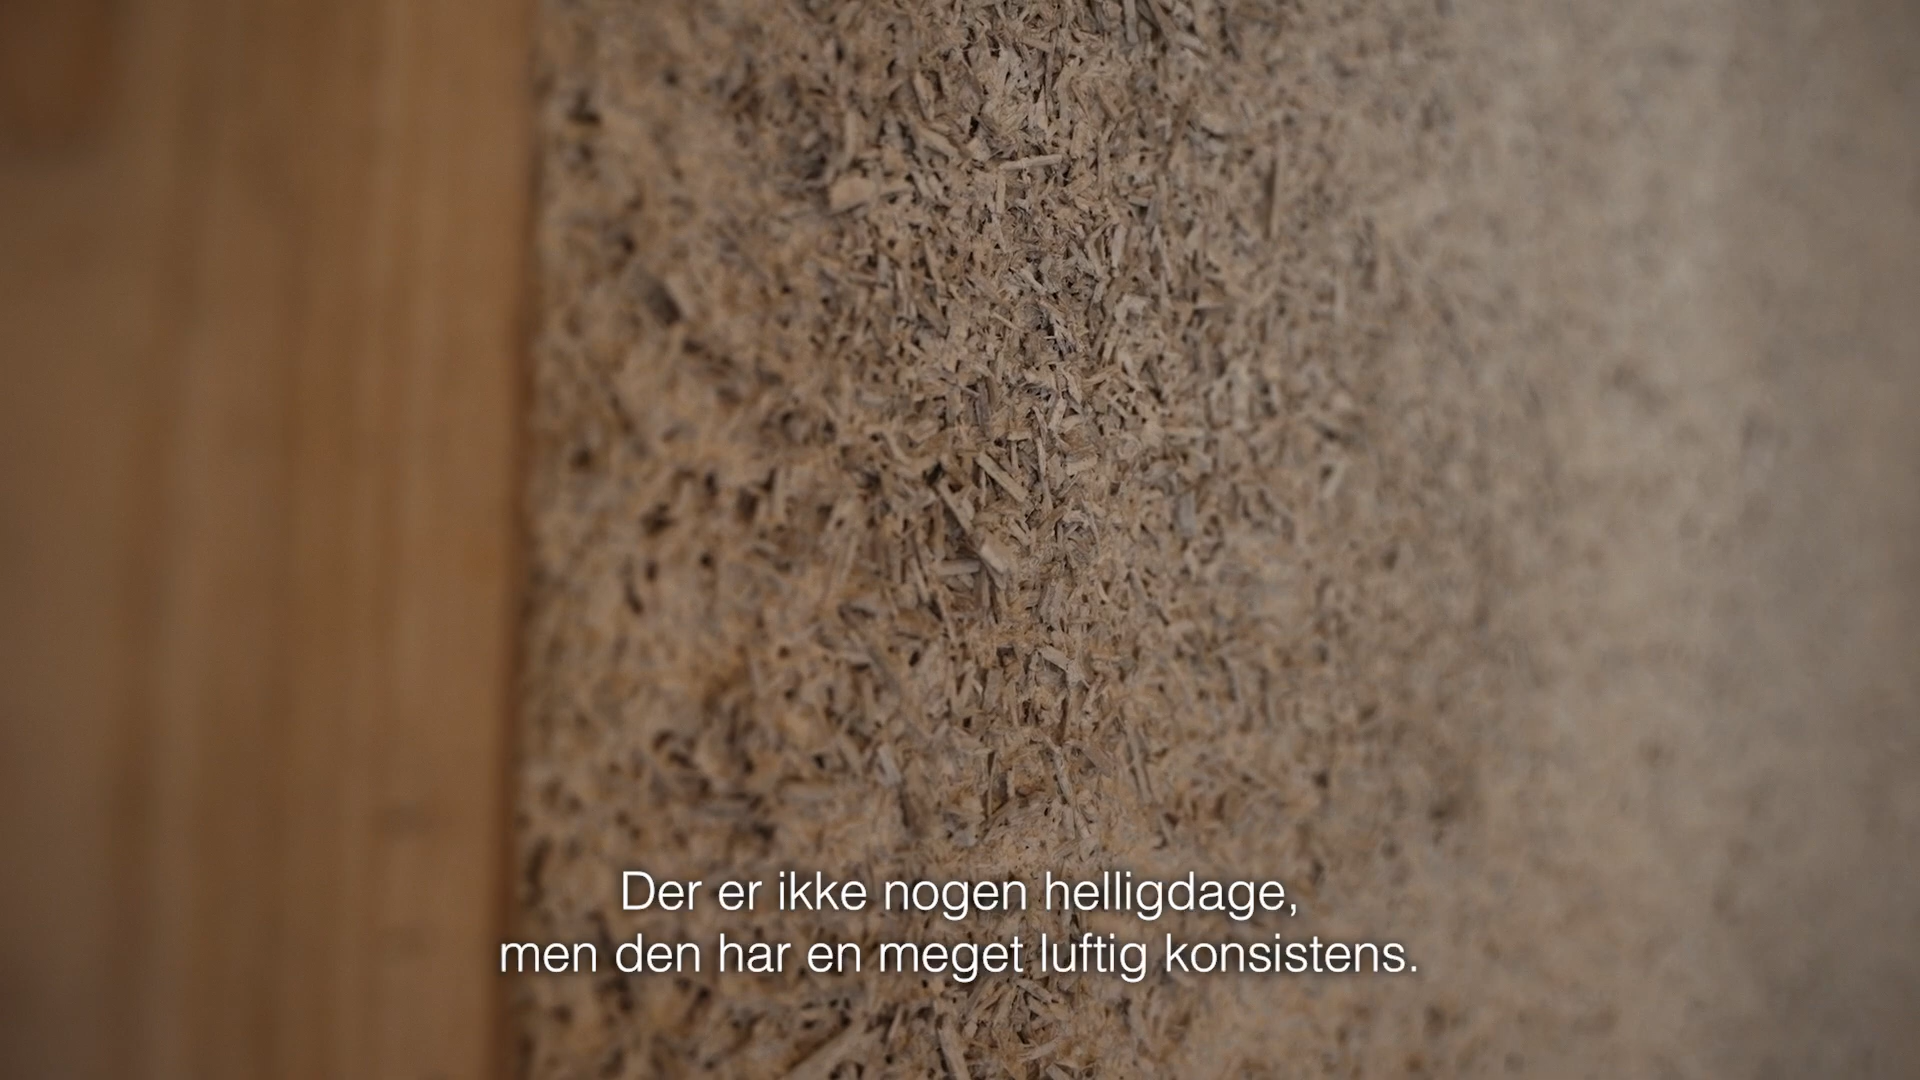 Der er ikke nogen helligdage,
men den har en meget luftig konsistens.